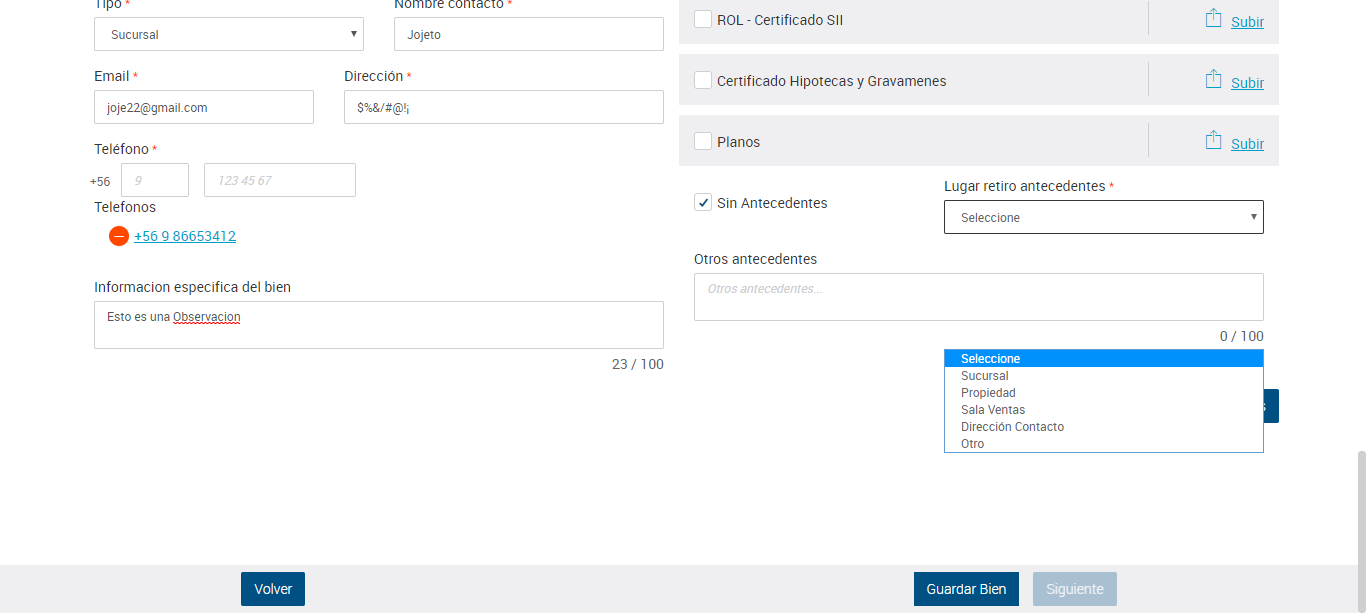 Tipo *
Nombre contacto *
Sucursal
Jojeto
Email *
Dirección *
joje22@gmail.com
$%&/#@!¡
Teléfono *
+56
9
123 45 67
Telefonos
+56 9 86653412
Informacion especifica del bien
Esto es una Observacion
23 / 100
ROL - Certificado SII
Subir
Certificado Hipotecas y Gravamenes
Subir
Planos
Subir
Sin Antecedentes
Lugar retiro antecedentes *
Seleccione
Otros antecedentes
Otros antecedentes...
0 / 100
Seleccione
Sucursal
Propiedad
Sala Ventas
Dirección Contacto
Otro
Volver
Guardar Bien
Siguiente